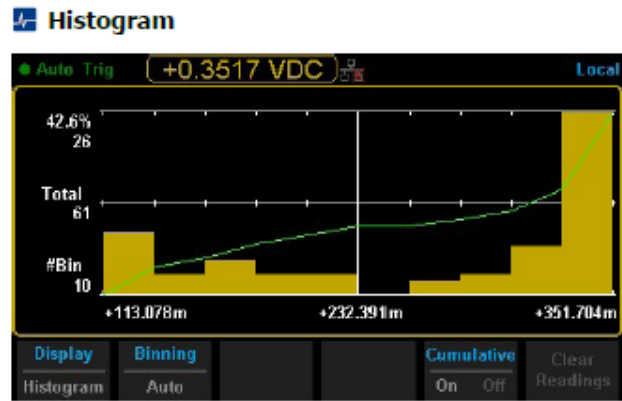 Histogram
Auto Trig +0.3517 VDC Local
42.6%
26
Total
61
#Bin
10
+113.078m +232.391m +351.704m
Display Binning Cumulative Clear
Histogram Auto On Off Readings